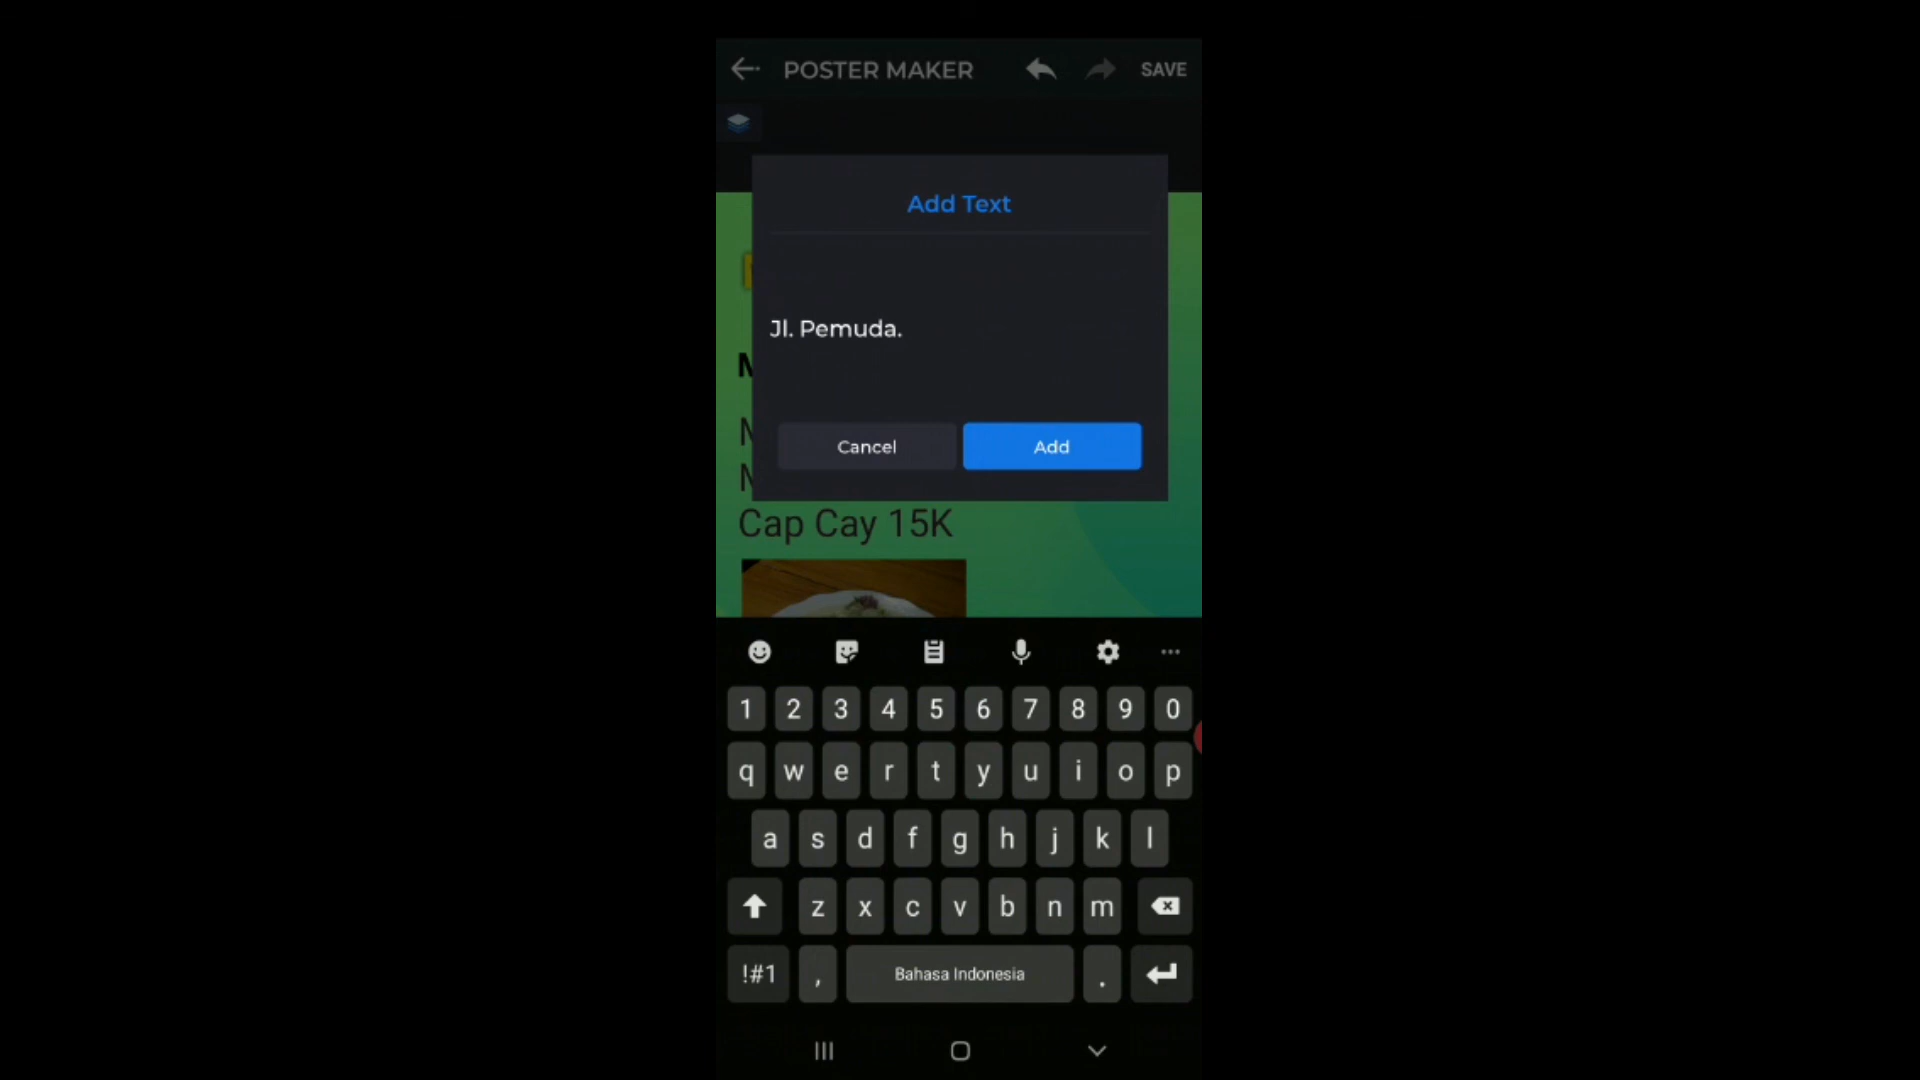 POSTER MAKER
SAVE
Add Text
Jl. Pemuda.
Cancel
Add
M
M
M
Cap Cay 15K
1 2 3 4 5 6 7 8 9 0
q w e r t y u i o p
a s d f g h j k l
z x c v b n m
!#1 , Bahasa Indonesia .